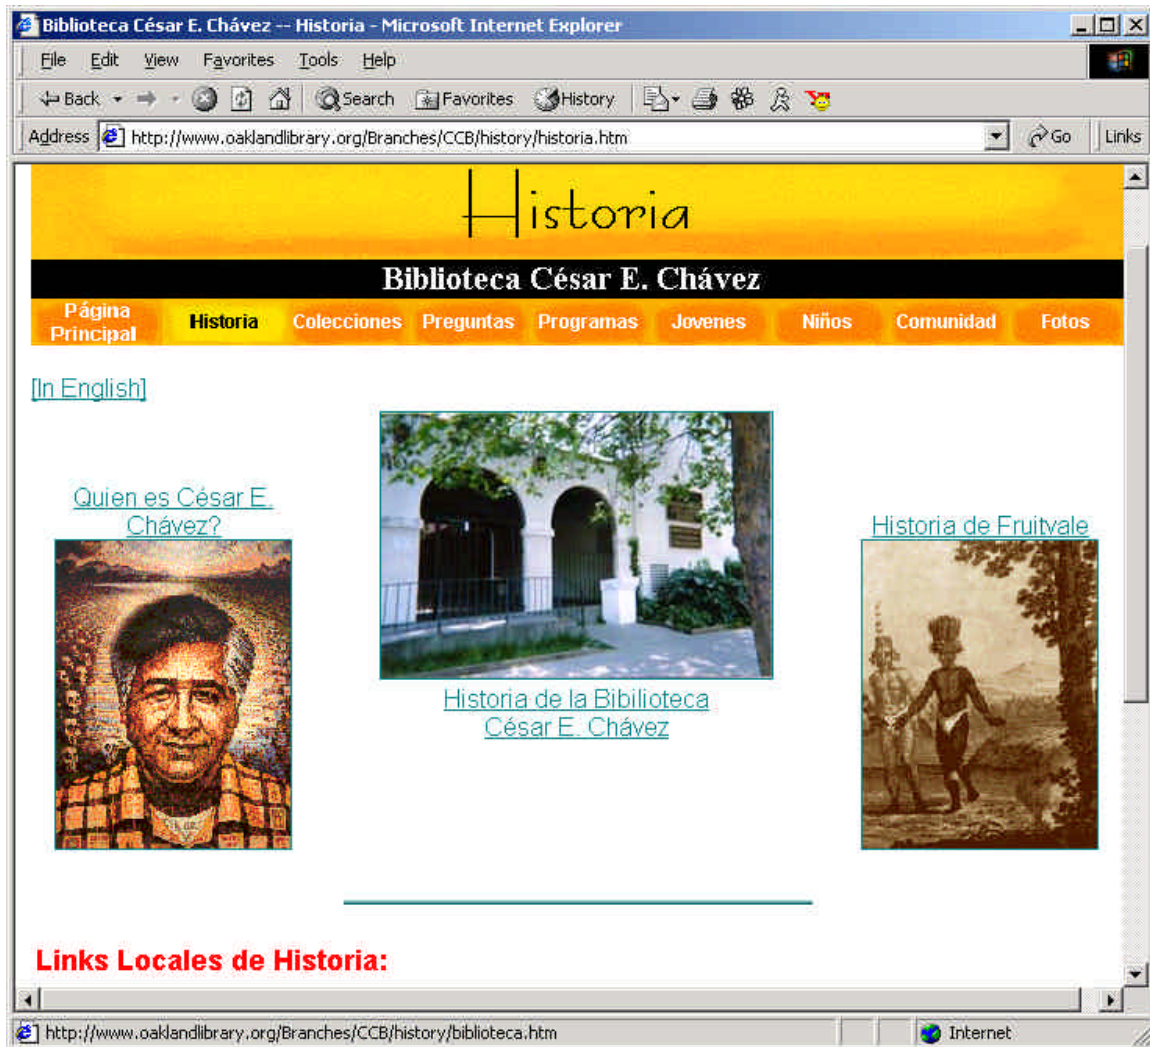 Biblioteca César E. Chávez -- Historia - Microsoft Internet Explorer
File Edit View Favorites Tools Help
Back Search Favorites History
Address http://www.oaklandlibrary.org/Branches/CCB/history/historia.htm Go Links
Historia
Biblioteca César E. Chávez
Página Principal Historia Colecciones Preguntas Programas Jovenes Niños Comunidad Fotos
[In English]
Quien es César E.
Chávez?
Historia de Fruitvale
Historia de la Bibilioteca
César E. Chávez
Links Locales de Historia:
http://www.oaklandlibrary.org/Branches/CCB/history/biblioteca.htm Internet